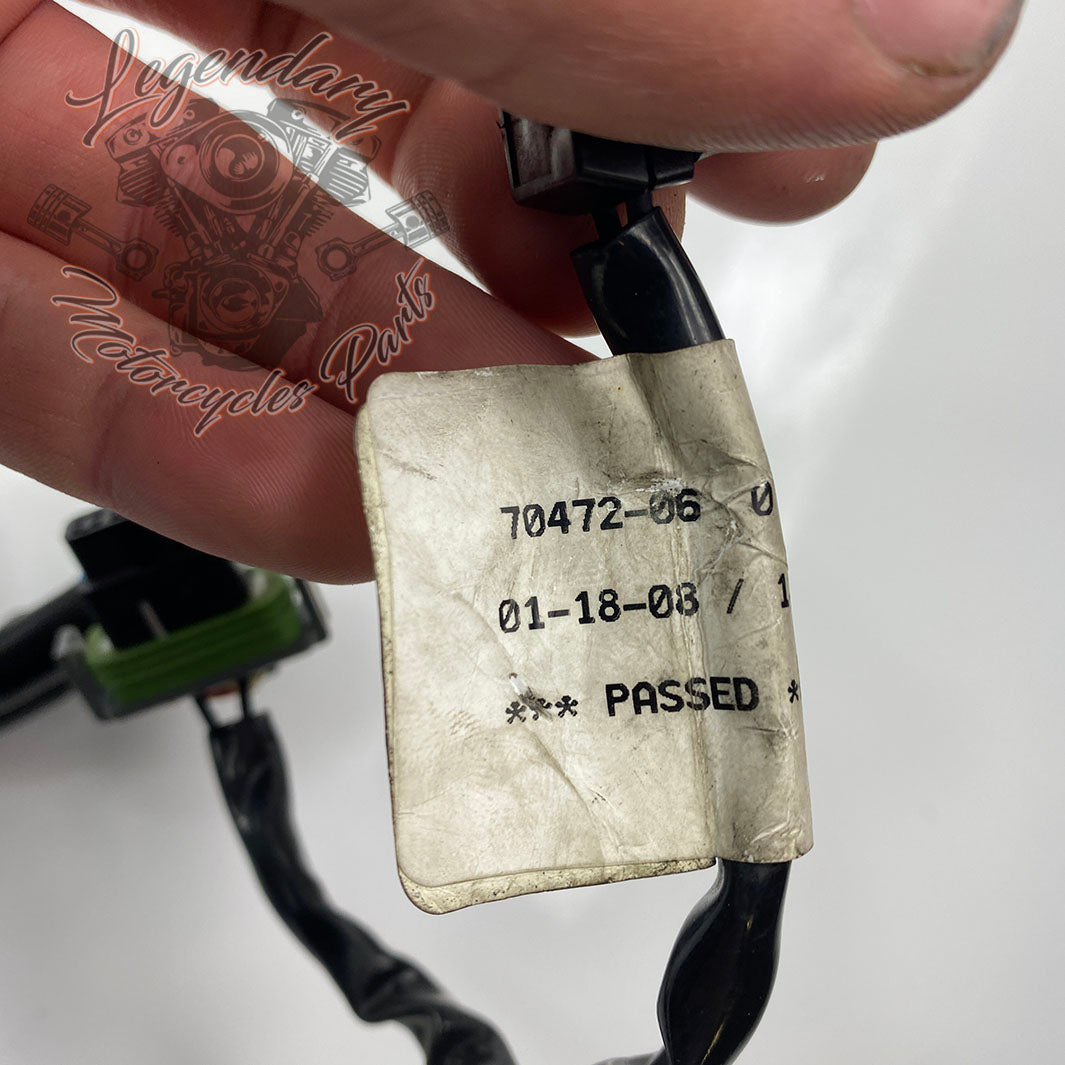 Legendary
Motorcycles Parts
70472-06 0
01-18-08 / 1
*** PASSED *